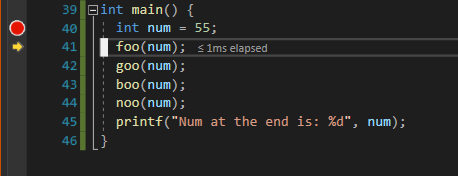 39 int main() {
40 int num = 55;
41 foo(num); ≤ 1ms elapsed
42 goo(num);
43 boo(num);
44 noo(num);
45 printf("Num at the end is: %d", num);
46 }